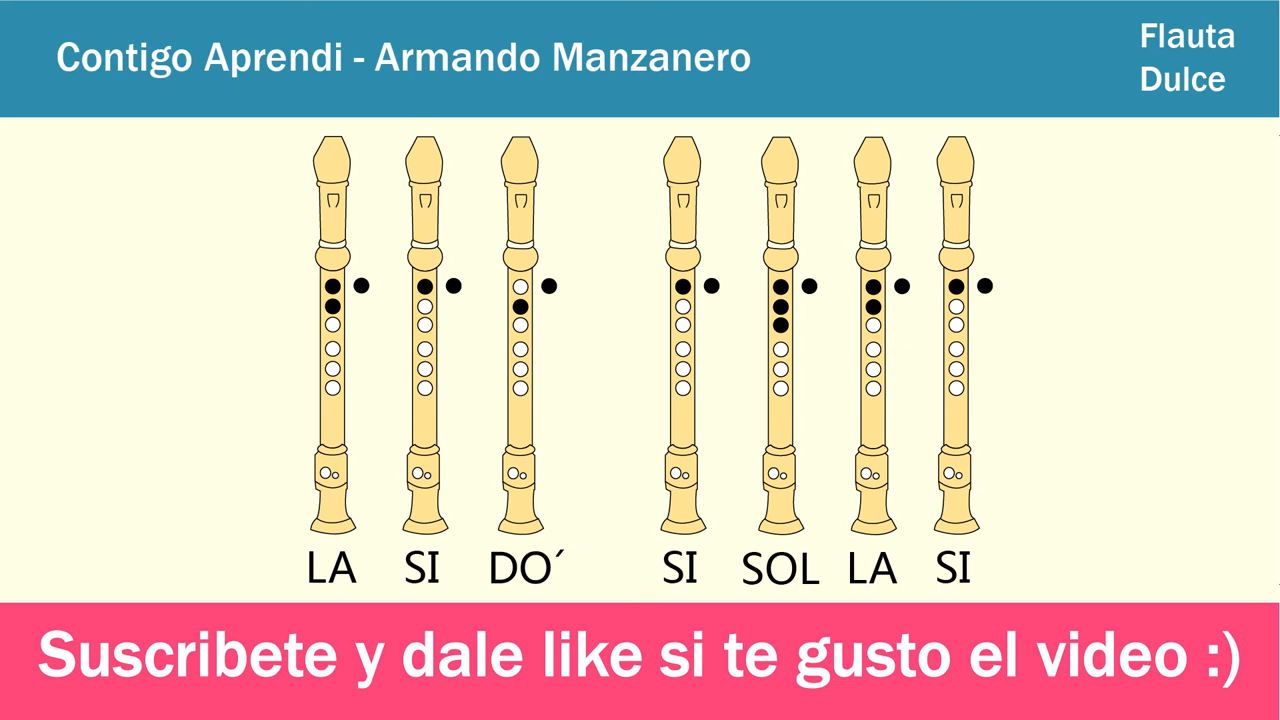 Contigo Aprendi - Armando Manzanero
Flauta
Dulce
LA SI DO´ SI SOL LA SI
Suscribete y dale like si te gusto el video :)